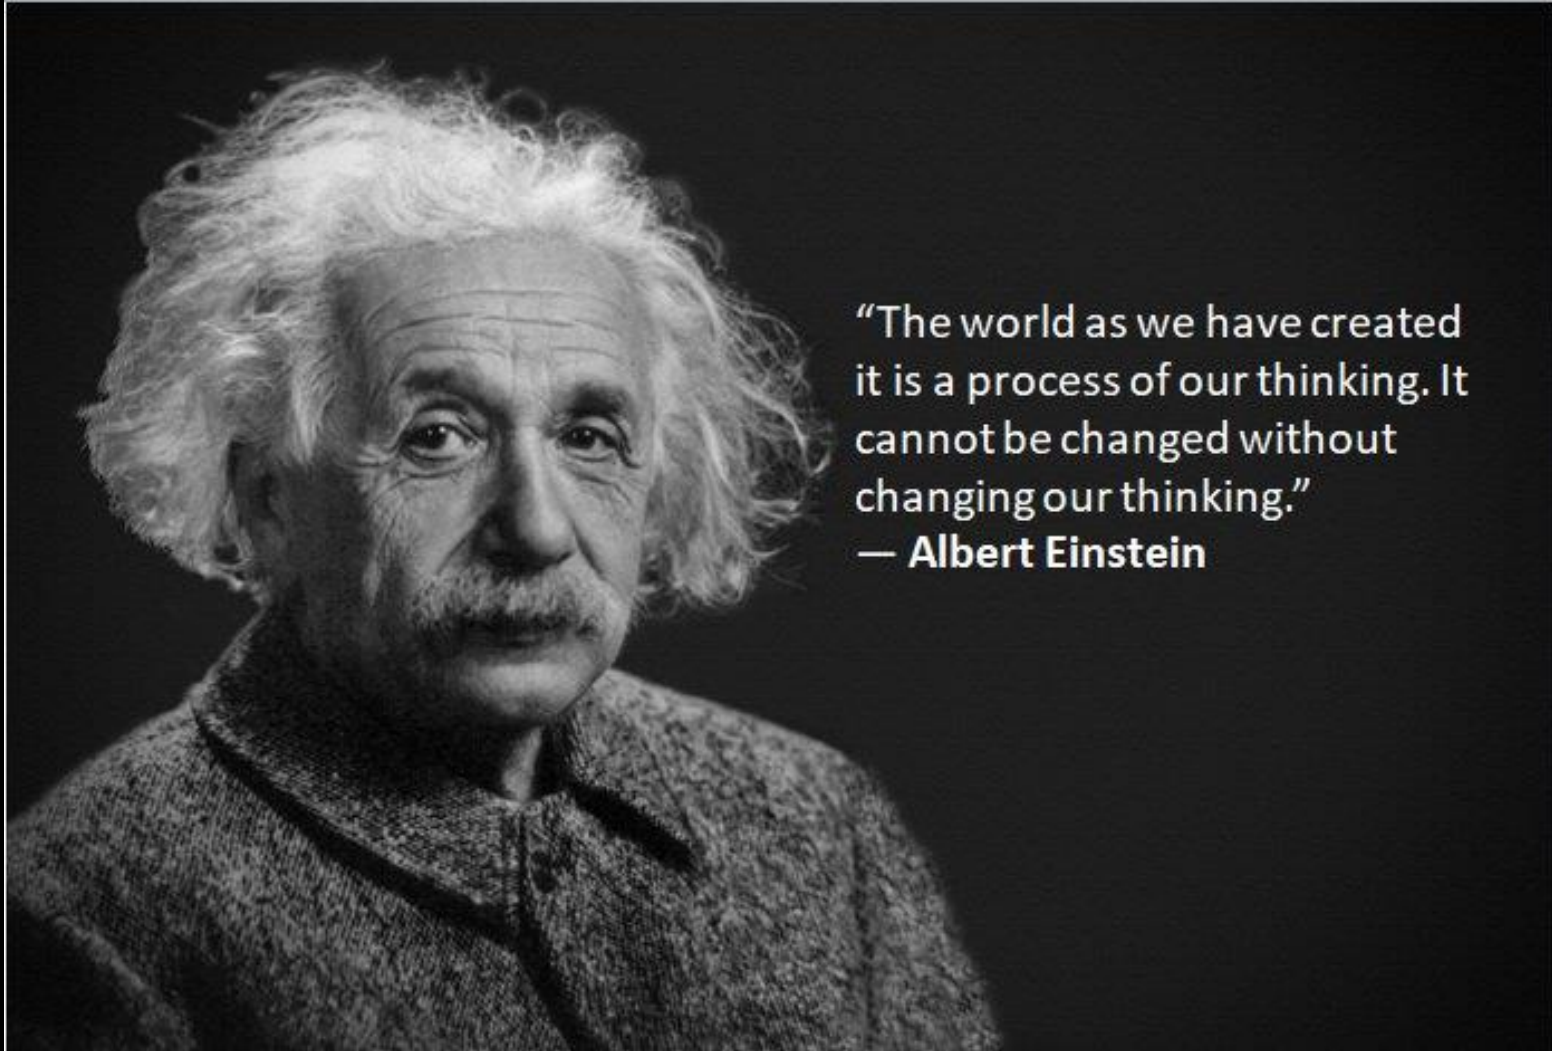 “The world as we have created
it is a process of our thinking. It
cannot be changed without
changing our thinking.”
— Albert Einstein